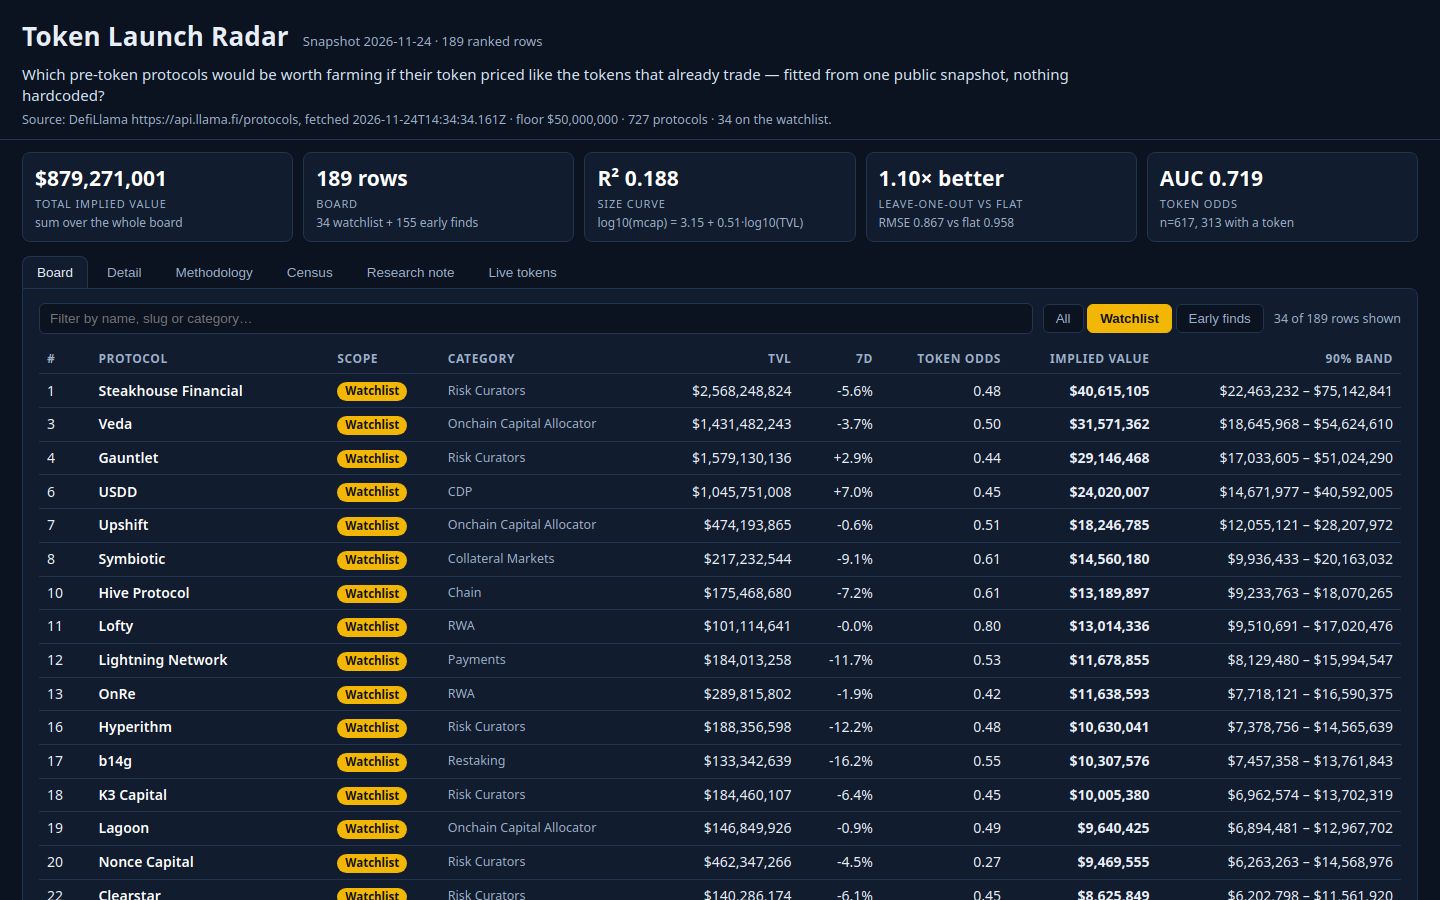 Token Launch Radar Snapshot 2026-11-24 · 189 ranked rows
Which pre-token protocols would be worth farming if their token priced like the tokens that already trade — fitted from one public snapshot, nothing
hardcoded?
Source: DefiLlama https://api.llama.fi/protocols, fetched 2026-11-24T14:34:34.161Z · floor $50,000,000 · 727 protocols · 34 on the watchlist.
$879,271,001
TOTAL IMPLIED VALUE
sum over the whole board
189 rows
BOARD
34 watchlist + 155 early finds
R² 0.188
SIZE CURVE
log10(mcap) = 3.15 + 0.51·log10(TVL)
1.10× better
LEAVE-ONE-OUT VS FLAT
RMSE 0.867 vs flat 0.958
AUC 0.719
TOKEN ODDS
n=617, 313 with a token
Board Detail Methodology Census Research note Live tokens
Filter by name, slug or category… All Watchlist Early finds 34 of 189 rows shown
# PROTOCOL SCOPE CATEGORY TVL 7D TOKEN ODDS IMPLIED VALUE 90% BAND
1 Steakhouse Financial Watchlist Risk Curators $2,568,248,824 -5.6% 0.48 $40,615,105 $22,463,232 – $75,142,841
3 Veda Watchlist Onchain Capital Allocator $1,431,482,243 -3.7% 0.50 $31,571,362 $18,645,968 – $54,624,610
4 Gauntlet Watchlist Risk Curators $1,579,130,136 +2.9% 0.44 $29,146,468 $17,033,605 – $51,024,290
6 USDD Watchlist CDP $1,045,751,008 +7.0% 0.45 $24,020,007 $14,671,977 – $40,592,005
7 Upshift Watchlist Onchain Capital Allocator $474,193,865 -0.6% 0.51 $18,246,785 $12,055,121 – $28,207,972
8 Symbiotic Watchlist Collateral Markets $217,232,544 -9.1% 0.61 $14,560,180 $9,936,433 – $20,163,032
10 Hive Protocol Watchlist Chain $175,468,680 -7.2% 0.61 $13,189,897 $9,233,763 – $18,070,265
11 Lofty Watchlist RWA $101,114,641 -0.0% 0.80 $13,014,336 $9,510,691 – $17,020,476
12 Lightning Network Watchlist Payments $184,013,258 -11.7% 0.53 $11,678,855 $8,129,480 – $15,994,547
13 OnRe Watchlist RWA $289,815,802 -1.9% 0.42 $11,638,593 $7,718,121 – $16,590,375
16 Hyperithm Watchlist Risk Curators $188,356,598 -12.2% 0.48 $10,630,041 $7,378,756 – $14,565,639
17 b14g Watchlist Restaking $133,342,639 -16.2% 0.55 $10,307,576 $7,457,358 – $13,761,843
18 K3 Capital Watchlist Risk Curators $184,460,107 -6.4% 0.45 $10,005,380 $6,962,574 – $13,702,319
19 Lagoon Watchlist Onchain Capital Allocator $146,849,926 -0.9% 0.49 $9,640,425 $6,894,481 – $12,967,702
20 Nonce Capital Watchlist Risk Curators $462,347,266 -4.5% 0.27 $9,469,555 $6,263,263 – $14,568,976
22 Clearstar Watchlist Risk Curators $140,286,174 -6.1% 0.45 $8,625,849 $6,202,798 – $11,561,920